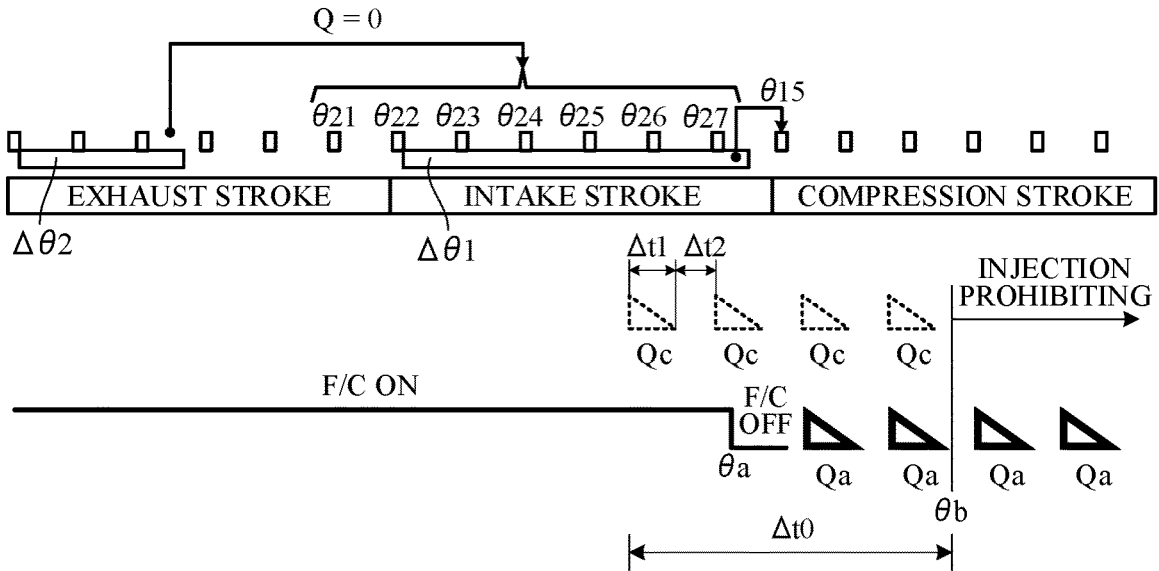 Q = 0
θ21 θ22 θ23 θ24 θ25 θ26 θ27 θ15
EXHAUST STROKE INTAKE STROKE COMPRESSION STROKE
Δθ2 Δθ1
Δt1 Δt2
INJECTION
PROHIBITING
Qc Qc Qc Qc
F/C ON
F/C
OFF
θa
Qa Qa Qa Qa
θb
Δt0